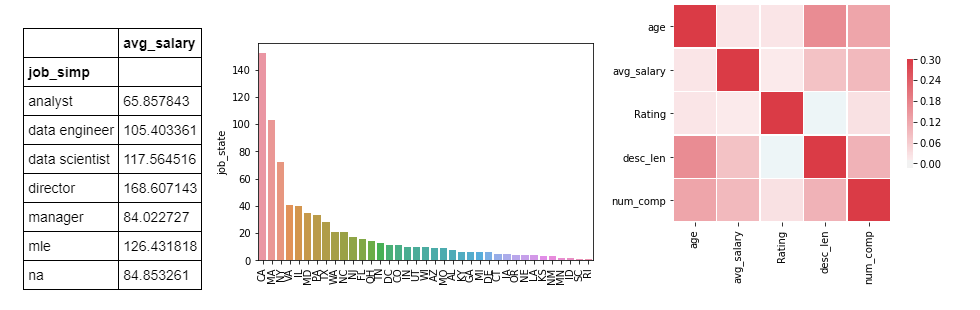 avg_salary
job_simp
analyst 65.857843
data engineer 105.403361
data scientist 117.564516
director 168.607143
manager 84.022727
mle 126.431818
na 84.853261
job_state
140
120
100
80
60
40
20
0
CA MA NY VA IL MD PA TX WA NC NJ FL OH TN DC CO IN UT WI AZ MO AL KY GA MI DE CT IA OR NE LA KS NM MN ID SC RI
age
avg_salary
Rating
desc_len
num_comp
age avg_salary Rating desc_len num_comp
0.30
0.24
0.18
0.12
0.06
0.00